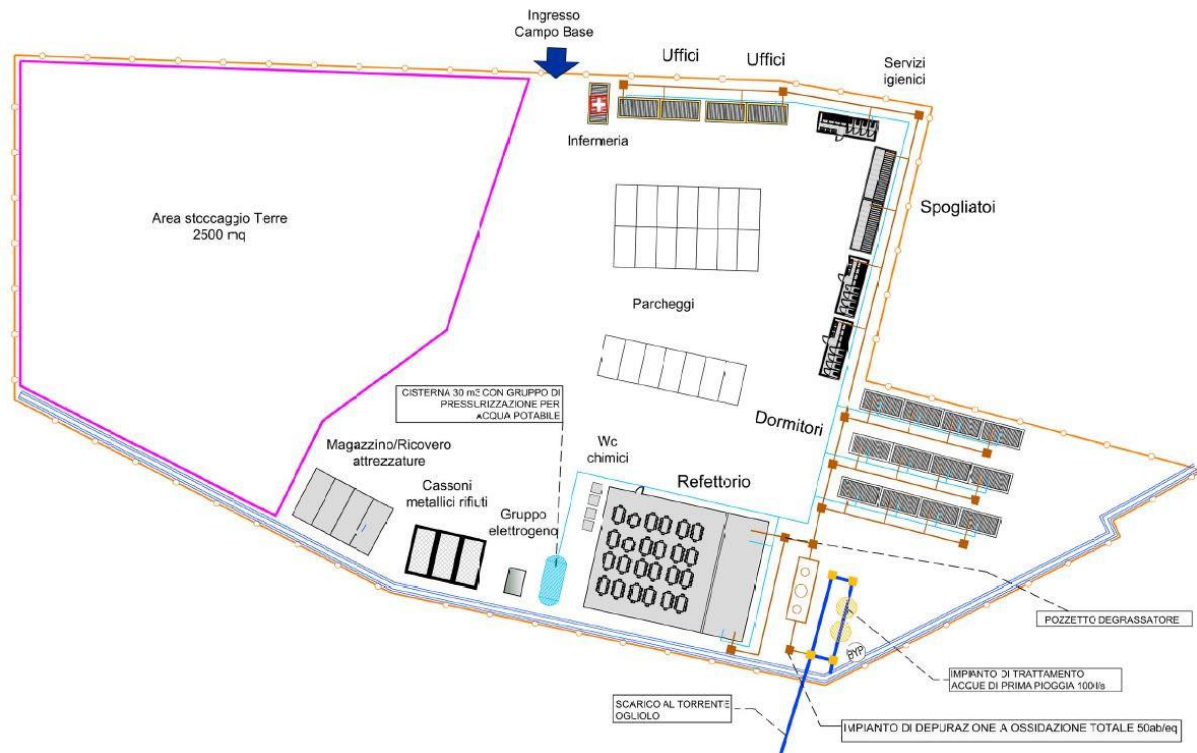 Ingresso
Campo Base
Uffici
Uffici
Servizi
igienici
Infermeria
Area stoccaggio Terre
2500 mq
Spogliatoi
Parcheggi
CISTERNA 30 m3 CON GRUPPO DI
PRESSURIZZAZIONE PER
ACQUA POTABILE
Dormitori
Magazzino/Ricovero
attrezzature
Wc
chimici
Cassoni
metallici rifiuti
Refettorio
Gruppo
elettrogeno
POZZETTO DEGRASSATORE
BYP
IMPIANTO DI TRATTAMENTO
ACQUE DI PRIMA PIOGGIA 100l/s
SCARICO AL TORRENTE
OGLIOLO
IMPIANTO DI DEPURAZIONE A OSSIDAZIONE TOTALE 50ab/eq